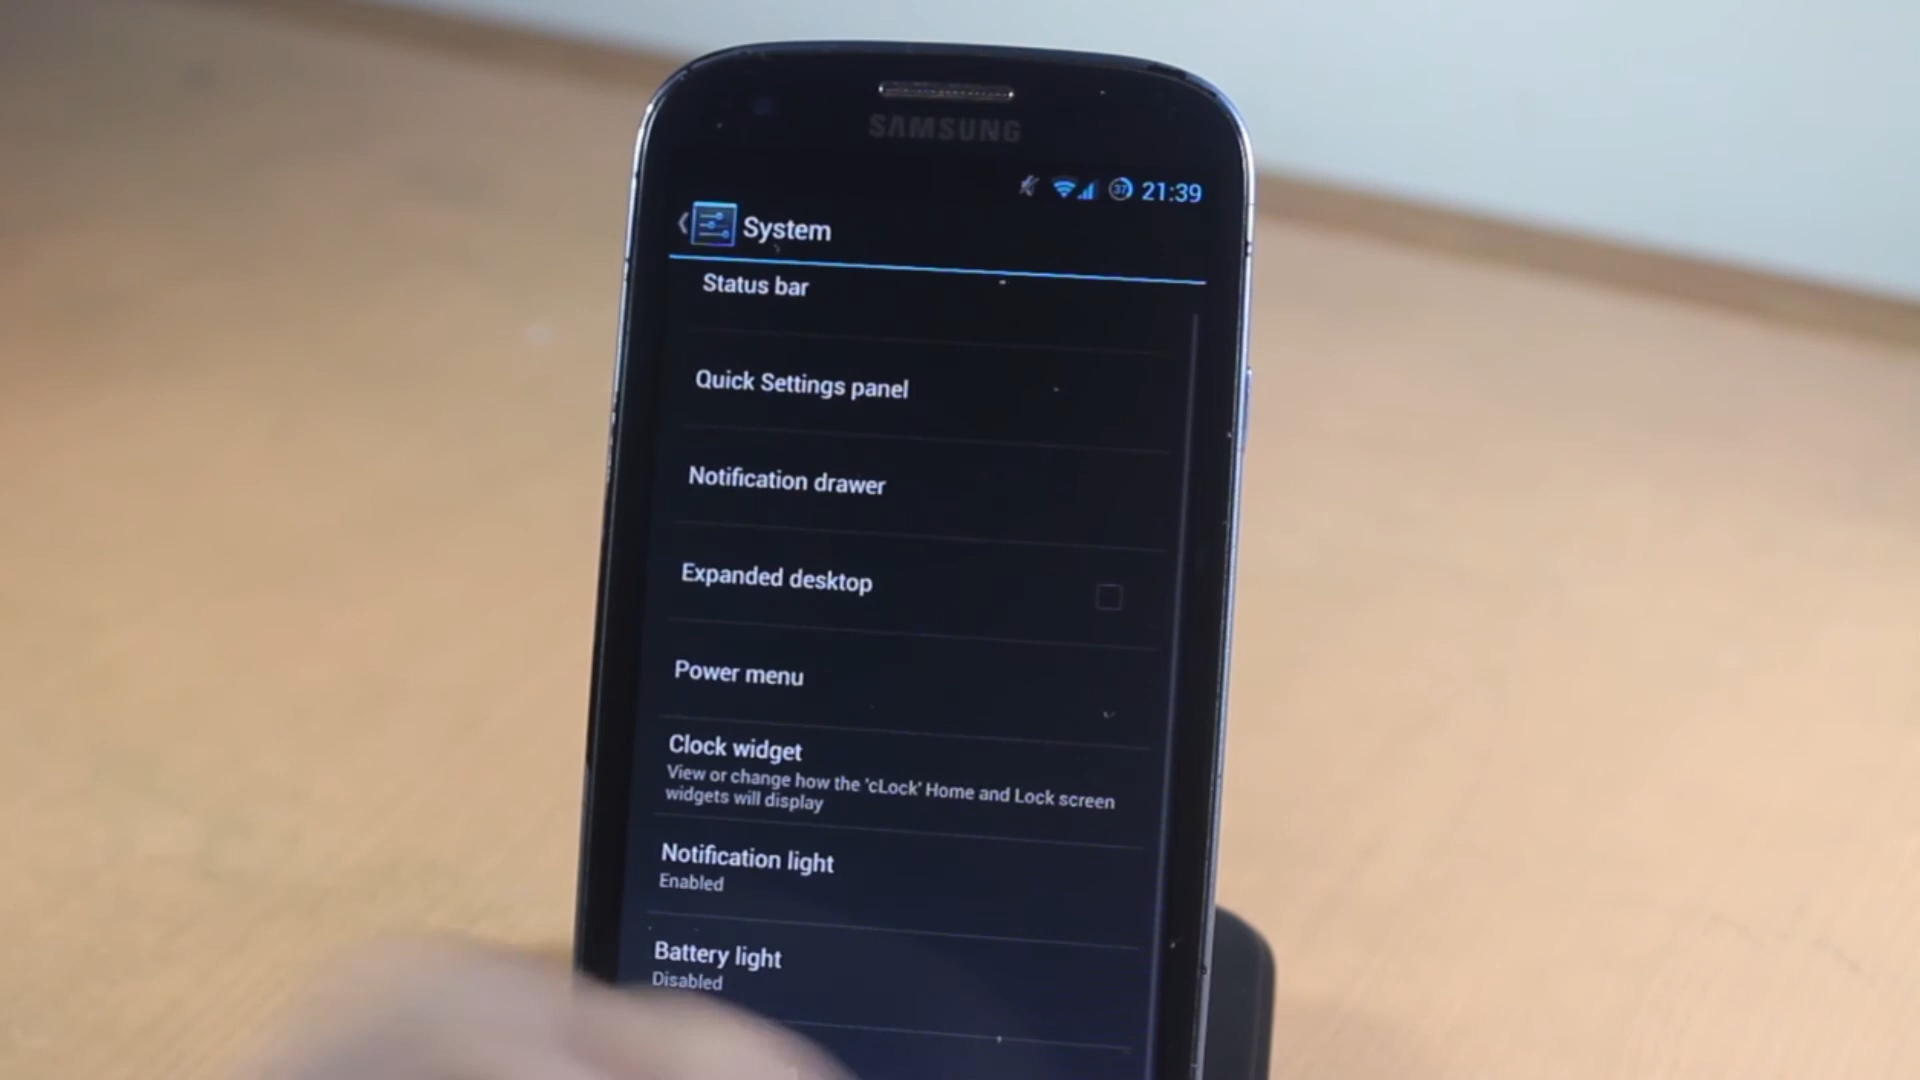 SAMSUNG
37 21:39
System
Status bar
Quick Settings panel
Notification drawer
Expanded desktop
Power menu
Clock widget
View or change how the 'cLock' Home and Lock screen
widgets will display
Notification light
Enabled
Battery light
Disabled